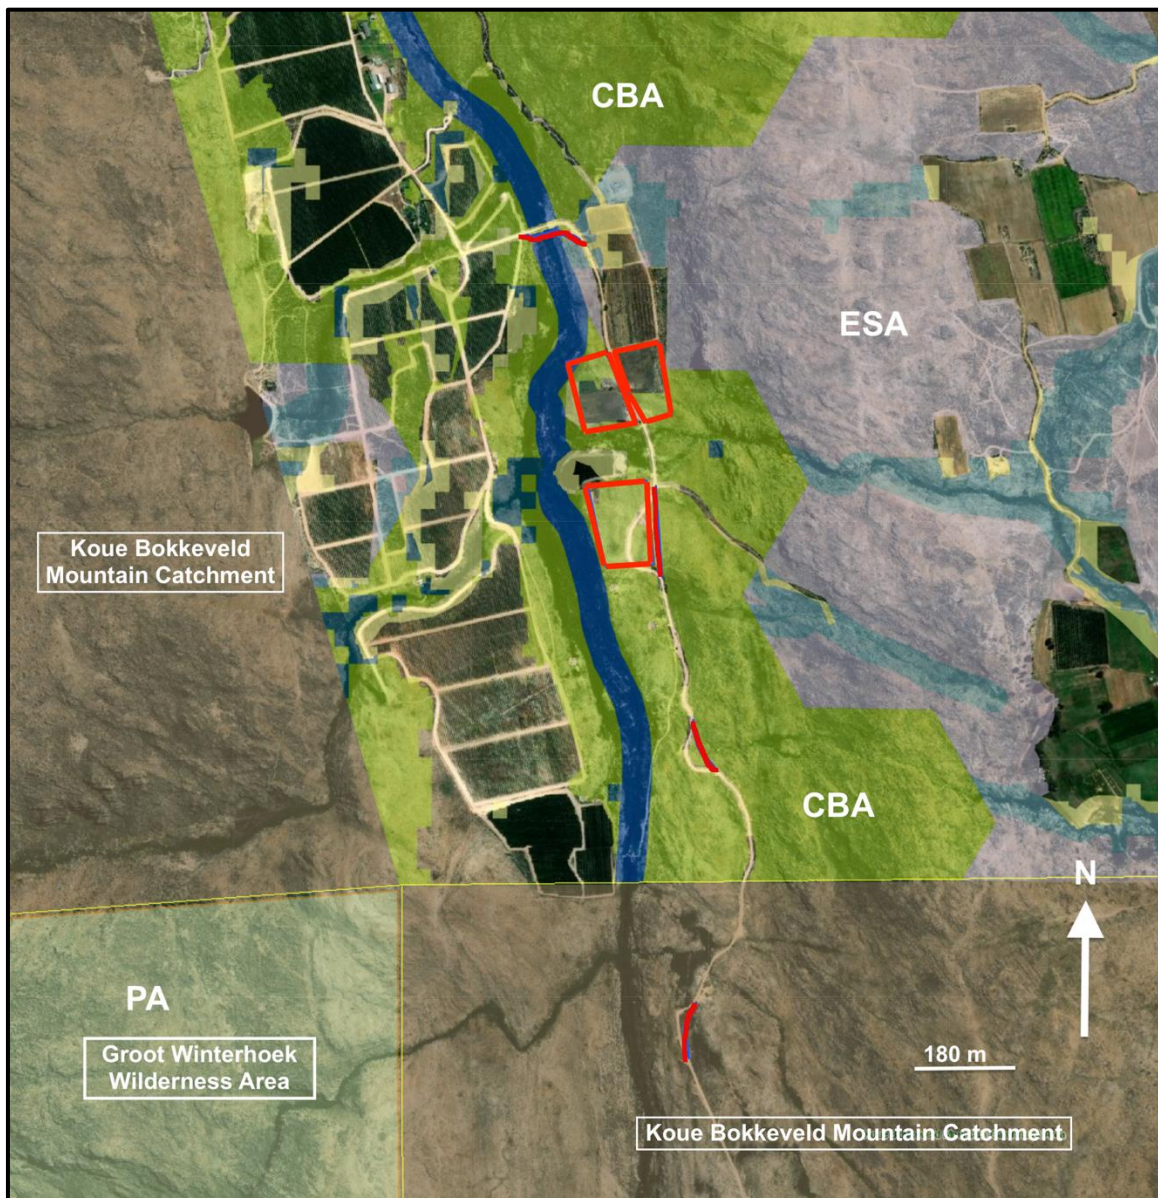 CBA
ESA
Koue Bokkeveld
Mountain Catchment
CBA
N
PA
Groot Winterhoek
Wilderness Area
180 m
Koue Bokkeveld Mountain Catchment